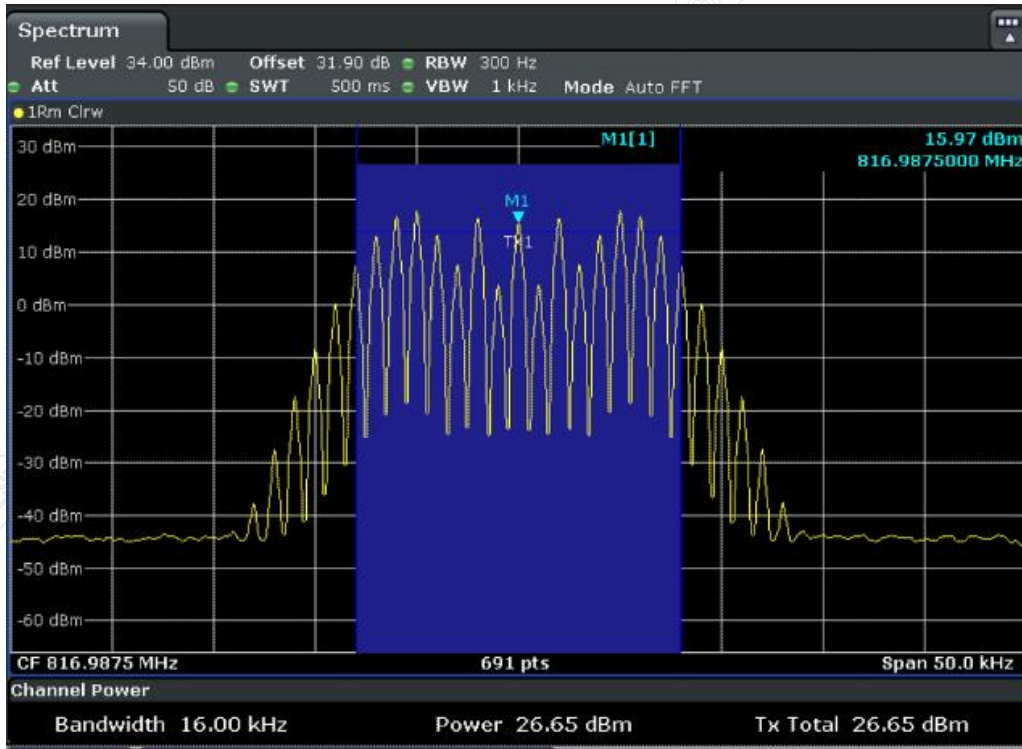 Spectrum
Ref Level 34.00 dBm Offset 31.90 dB RBW 300 Hz
Att 50 dB SWT 500 ms VBW 1 kHz Mode Auto FFT
1Rm Clrw
M1[1] 15.97 dBm
816.9875000 MHz
30 dBm
20 dBm
M1
TX1
10 dBm
0 dBm
-10 dBm
-20 dBm
-30 dBm
-40 dBm
-50 dBm
-60 dBm
CF 816.9875 MHz 691 pts Span 50.0 kHz
Channel Power
Bandwidth 16.00 kHz Power 26.65 dBm Tx Total 26.65 dBm